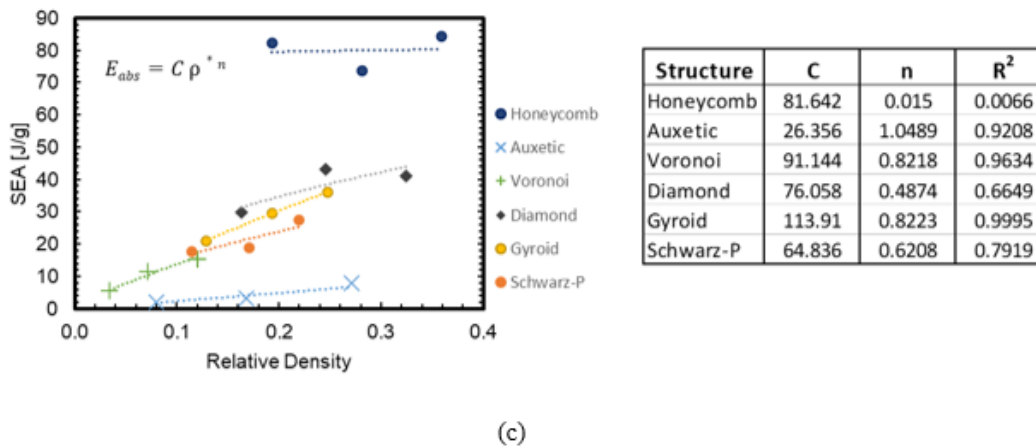 90
80
70
60
50
40
30
20
10
0
SEA [J/g]
E_abs = C ρ* ^n
0.0 0.1 0.2 0.3 0.4
Relative Density
Honeycomb
Auxetic
Voronoi
Diamond
Gyroid
Schwarz-P
Structure C n R²
Honeycomb 81.642 0.015 0.0066
Auxetic 26.356 1.0489 0.9208
Voronoi 91.144 0.8218 0.9634
Diamond 76.058 0.4874 0.6649
Gyroid 113.91 0.8223 0.9995
Schwarz-P 64.836 0.6208 0.7919
(c)